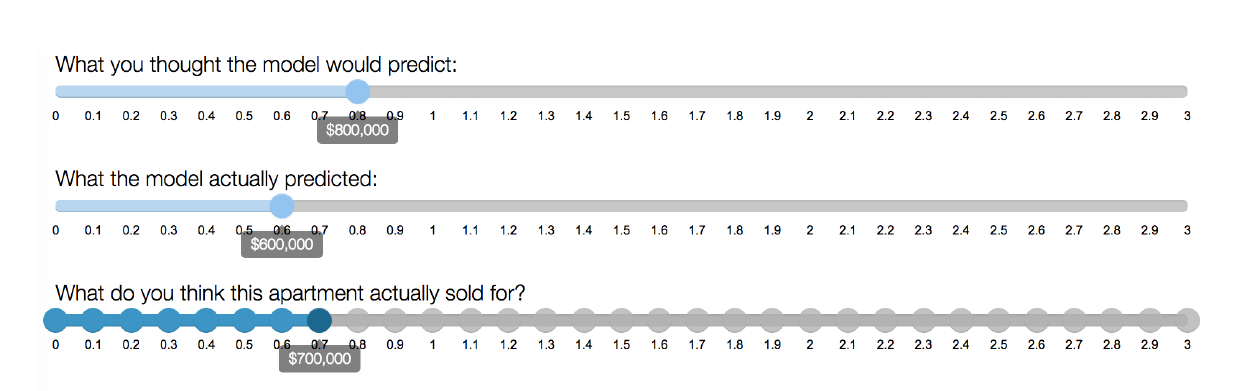 What you thought the model would predict:
0 0.1 0.2 0.3 0.4 0.5 0.6 0.7 0.8 0.9 1 1.1 1.2 1.3 1.4 1.5 1.6 1.7 1.8 1.9 2 2.1 2.2 2.3 2.4 2.5 2.6 2.7 2.8 2.9 3
$800,000
What the model actually predicted:
0 0.1 0.2 0.3 0.4 0.5 0.6 0.7 0.8 0.9 1 1.1 1.2 1.3 1.4 1.5 1.6 1.7 1.8 1.9 2 2.1 2.2 2.3 2.4 2.5 2.6 2.7 2.8 2.9 3
$600,000
What do you think this apartment actually sold for?
0 0.1 0.2 0.3 0.4 0.5 0.6 0.7 0.8 0.9 1 1.1 1.2 1.3 1.4 1.5 1.6 1.7 1.8 1.9 2 2.1 2.2 2.3 2.4 2.5 2.6 2.7 2.8 2.9 3
$700,000